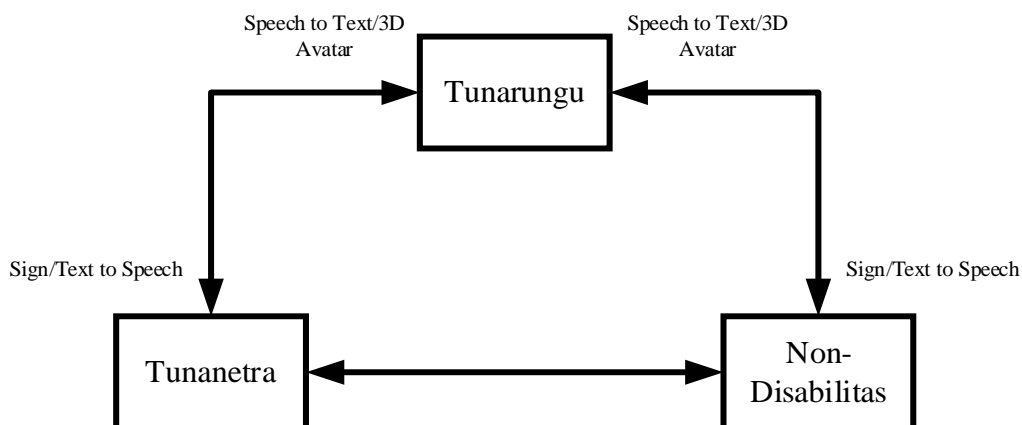 Speech to Text/3D
Avatar
Speech to Text/3D
Avatar
Tunarungu
Sign/Text to Speech
Sign/Text to Speech
Tunanetra
Non-
Disabilitas